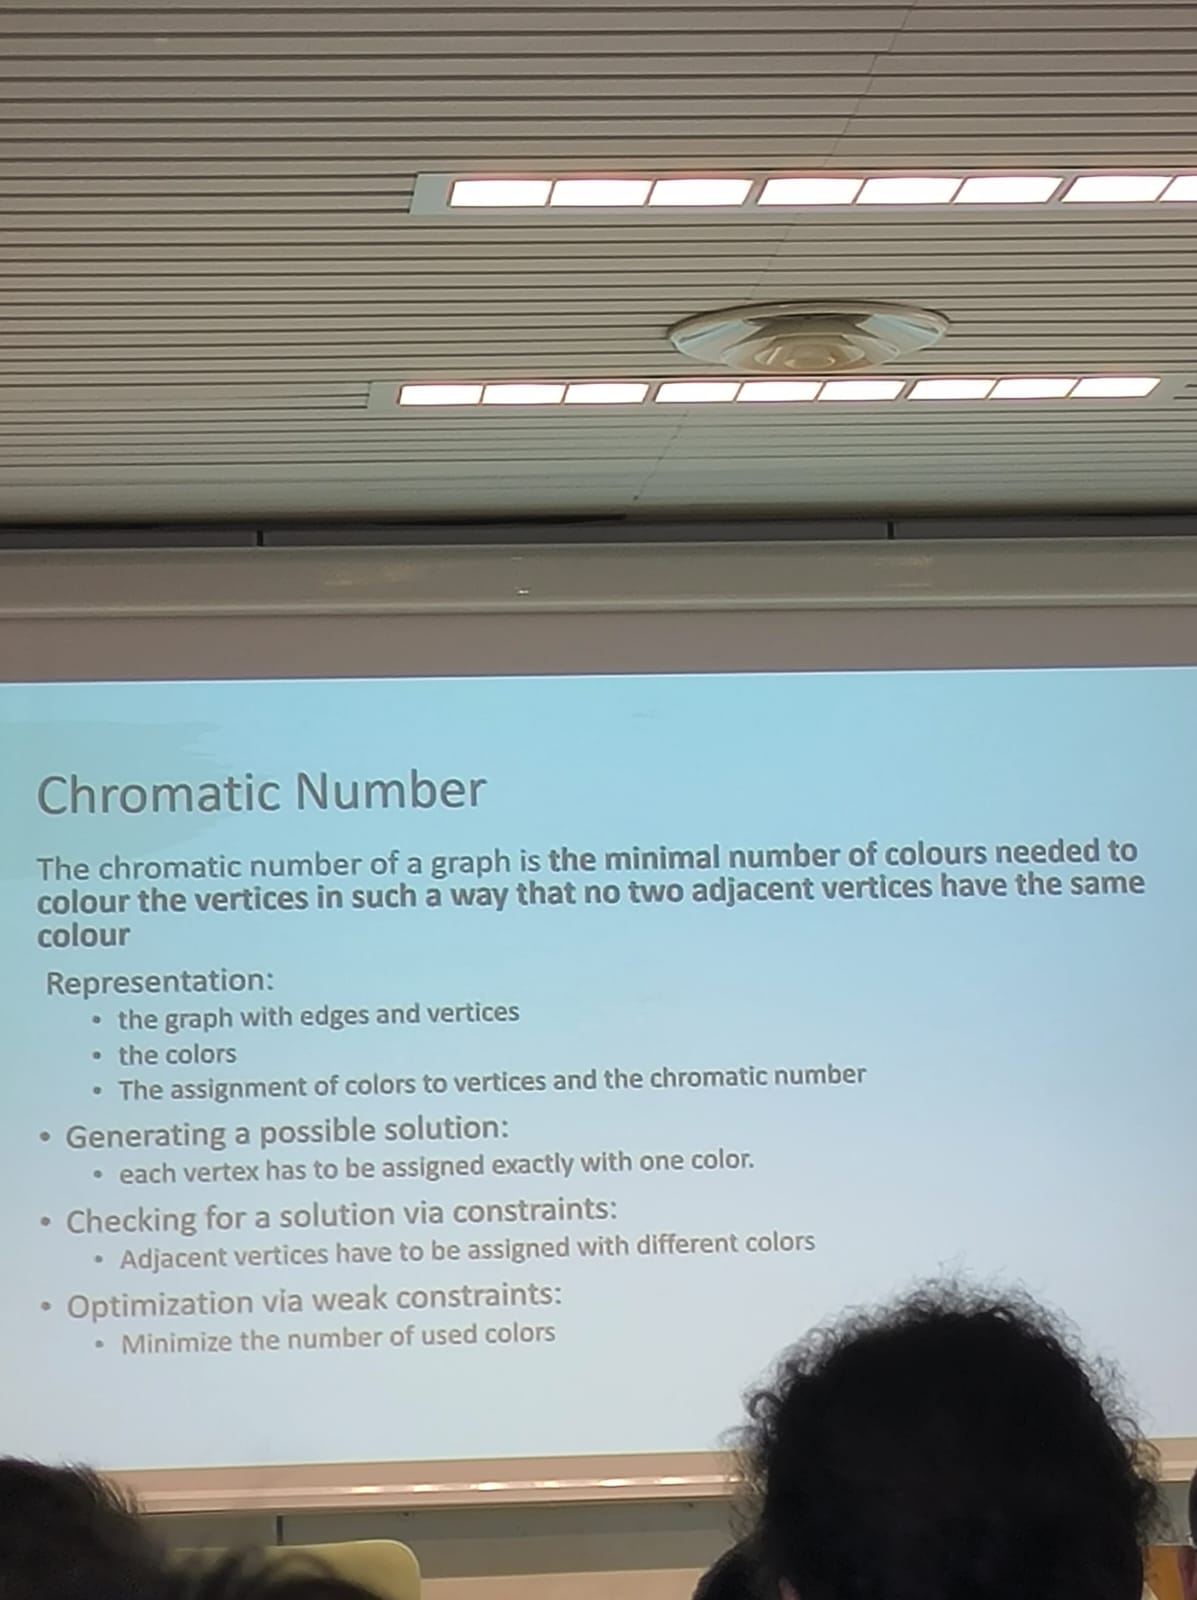 Chromatic Number
The chromatic number of a graph is the minimal number of colours needed to
colour the vertices in such a way that no two adjacent vertices have the same
colour
Representation:
• the graph with edges and vertices
• the colors
• The assignment of colors to vertices and the chromatic number
• Generating a possible solution:
• each vertex has to be assigned exactly with one color.
• Checking for a solution via constraints:
• Adjacent vertices have to be assigned with different colors
• Optimization via weak constraints:
• Minimize the number of used colors